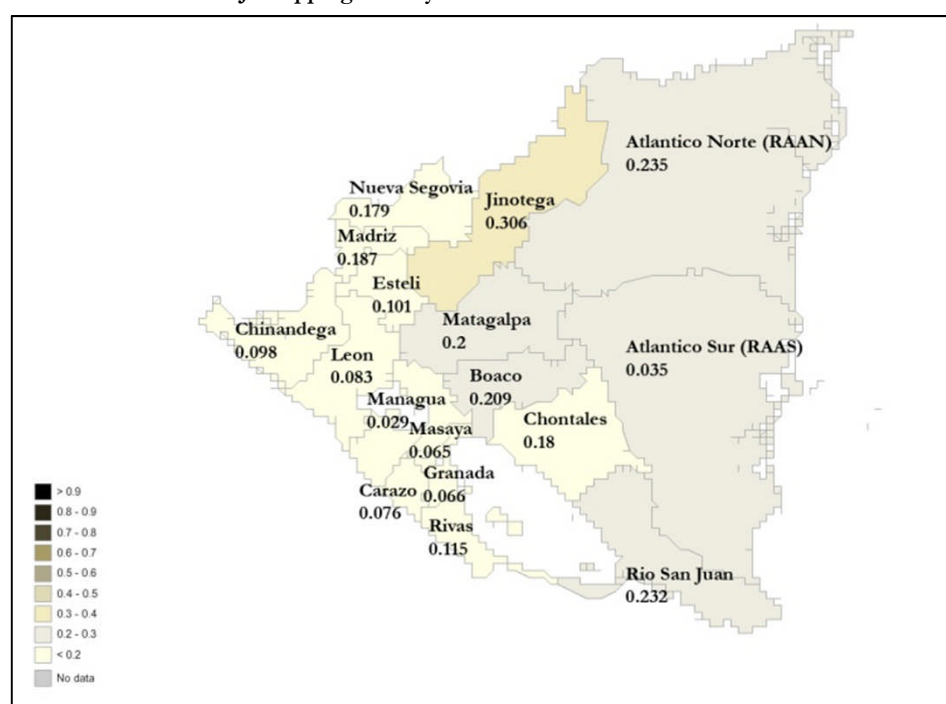 Atlantico Norte (RAAN)
0.235
Nueva Segovia
0.179
Jinotega
0.306
Madriz
0.187
Esteli
0.101
Matagalpa
0.2
Chinandega
0.098
Leon
0.083
Atlantico Sur (RAAS)
0.035
Boaco
0.209
Managua
0.029
Masaya
0.065
Chontales
0.18
Granada
0.066
Carazo
0.076
Rivas
0.115
Rio San Juan
0.232
> 0.9
0.8 - 0.9
0.7 - 0.8
0.6 - 0.7
0.5 - 0.6
0.4 - 0.5
0.3 - 0.4
0.2 - 0.3
< 0.2
No data